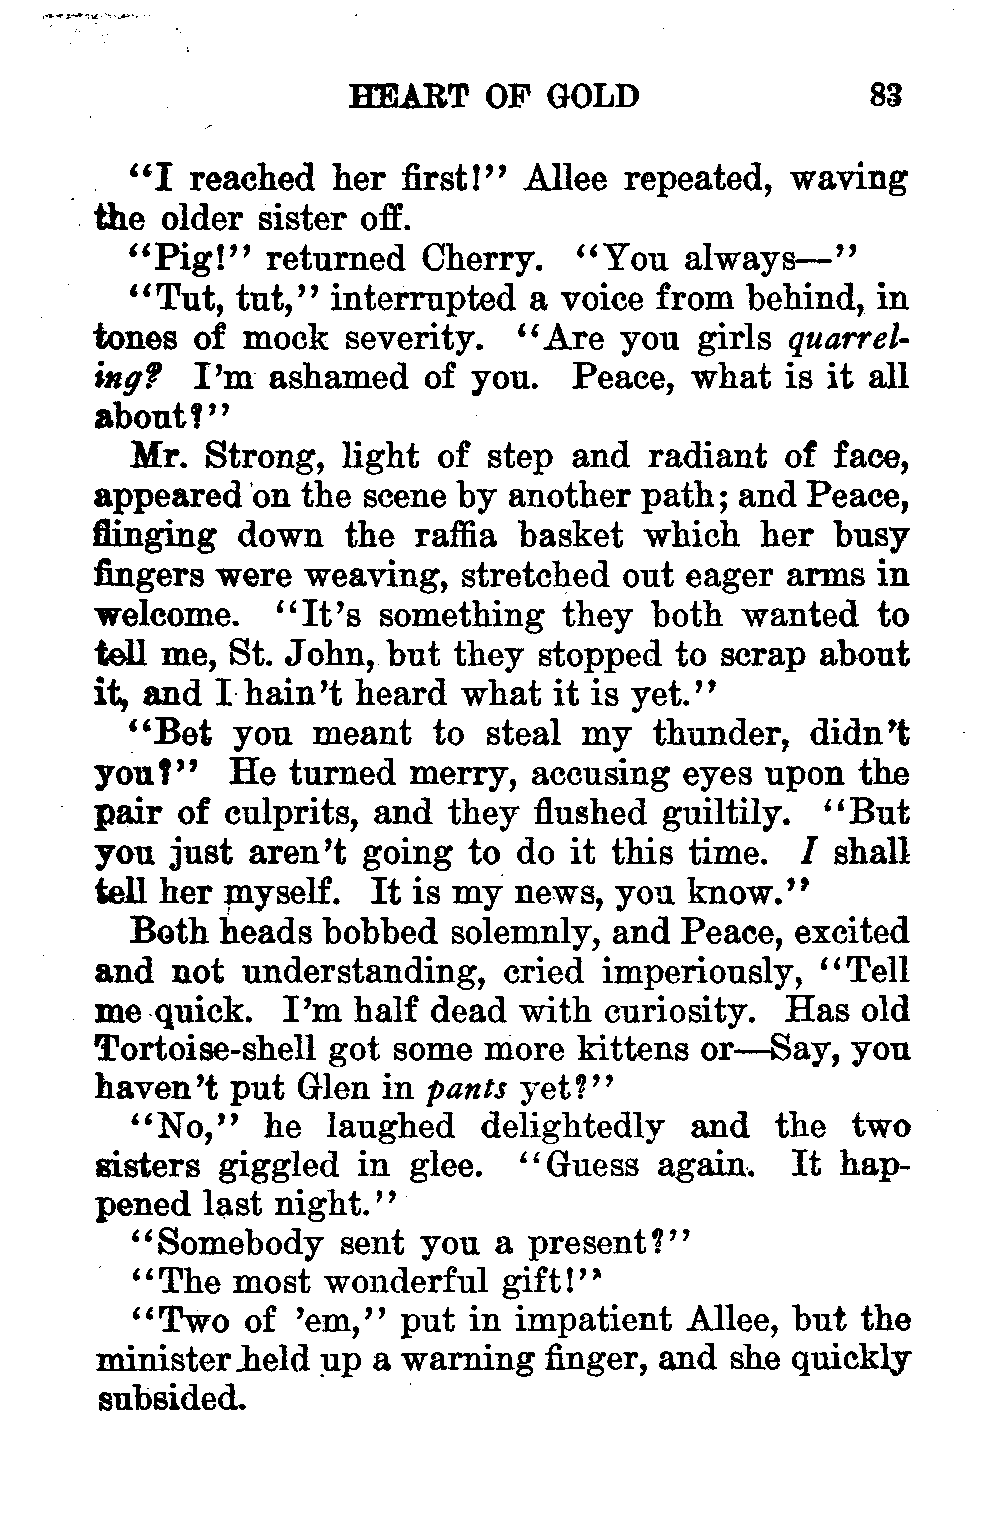 HEART OF GOLD 83
“I reached her first!” Allee repeated, waving
the older sister off.
“Pig!” returned Cherry. “You always—”
“Tut, tut,” interrupted a voice from behind, in
tones of mock severity. “Are you girls quarrel-
ing? I’m ashamed of you. Peace, what is it all
about?”
Mr. Strong, light of step and radiant of face,
appeared on the scene by another path; and Peace,
flinging down the raffia basket which her busy
fingers were weaving, stretched out eager arms in
welcome. “It’s something they both wanted to
tell me, St. John, but they stopped to scrap about
it, and I hain’t heard what it is yet.”
“Bet you meant to steal my thunder, didn’t
you?” He turned merry, accusing eyes upon the
pair of culprits, and they flushed guiltily. “But
you just aren’t going to do it this time. I shall
tell her myself. It is my news, you know.”
Both heads bobbed solemnly, and Peace, excited
and not understanding, cried imperiously, “Tell
me quick. I’m half dead with curiosity. Has old
Tortoise-shell got some more kittens or—Say, you
haven’t put Glen in pants yet?”
“No,” he laughed delightedly and the two
sisters giggled in glee. “Guess again. It hap-
pened last night.”
“Somebody sent you a present?”
“The most wonderful gift!”
“Two of ’em,” put in impatient Allee, but the
minister held up a warning finger, and she quickly
subsided.